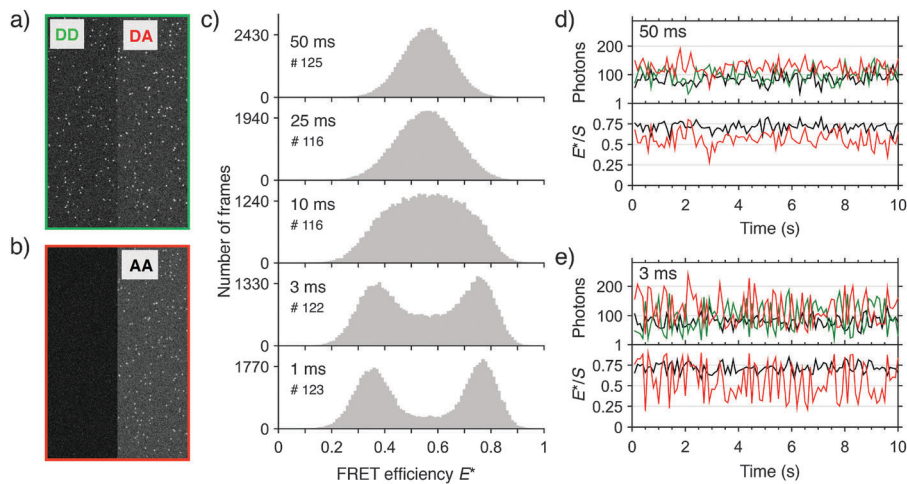 a)
DD
DA
b)
AA
c)
Number of frames
2430
0
50 ms
# 125
1940
0
25 ms
# 116
1240
0
10 ms
# 116
1330
0
3 ms
# 122
1770
0
1 ms
# 123
0 0.2 0.4 0.6 0.8 1
FRET efficiency E*
d)
50 ms
Photons
200
100
1
E*/S
0.75
0.5
0.25
0
0 2 4 6 8 10
Time (s)
e)
3 ms
Photons
200
100
1
E*/S
0.75
0.5
0.25
0 2 4 6 8 10
Time (s)